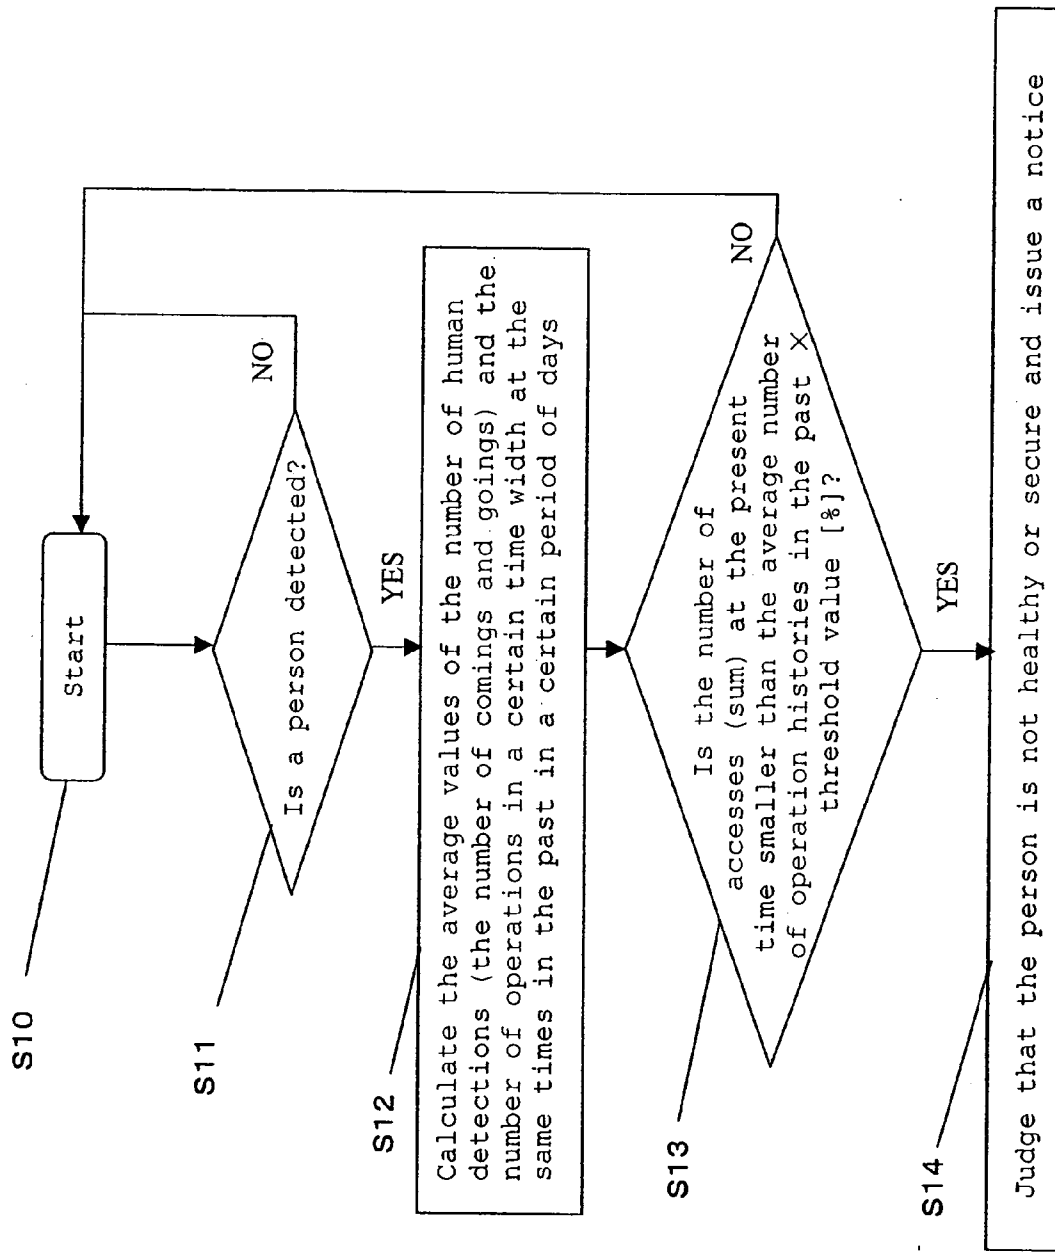 S10
Start
S11
Is a person detected?
NO
YES
S12
Calculate the average values of the number of human
detections (the number of comings and goings) and the
number of operations in a certain time width at the
same times in the past in a certain period of days
S13
Is the number of
accesses (sum) at the present
time smaller than the average number
of operation histories in the past ×
threshold value [%]?
NO
YES
S14
Judge that the person is not healthy or secure and issue a notice